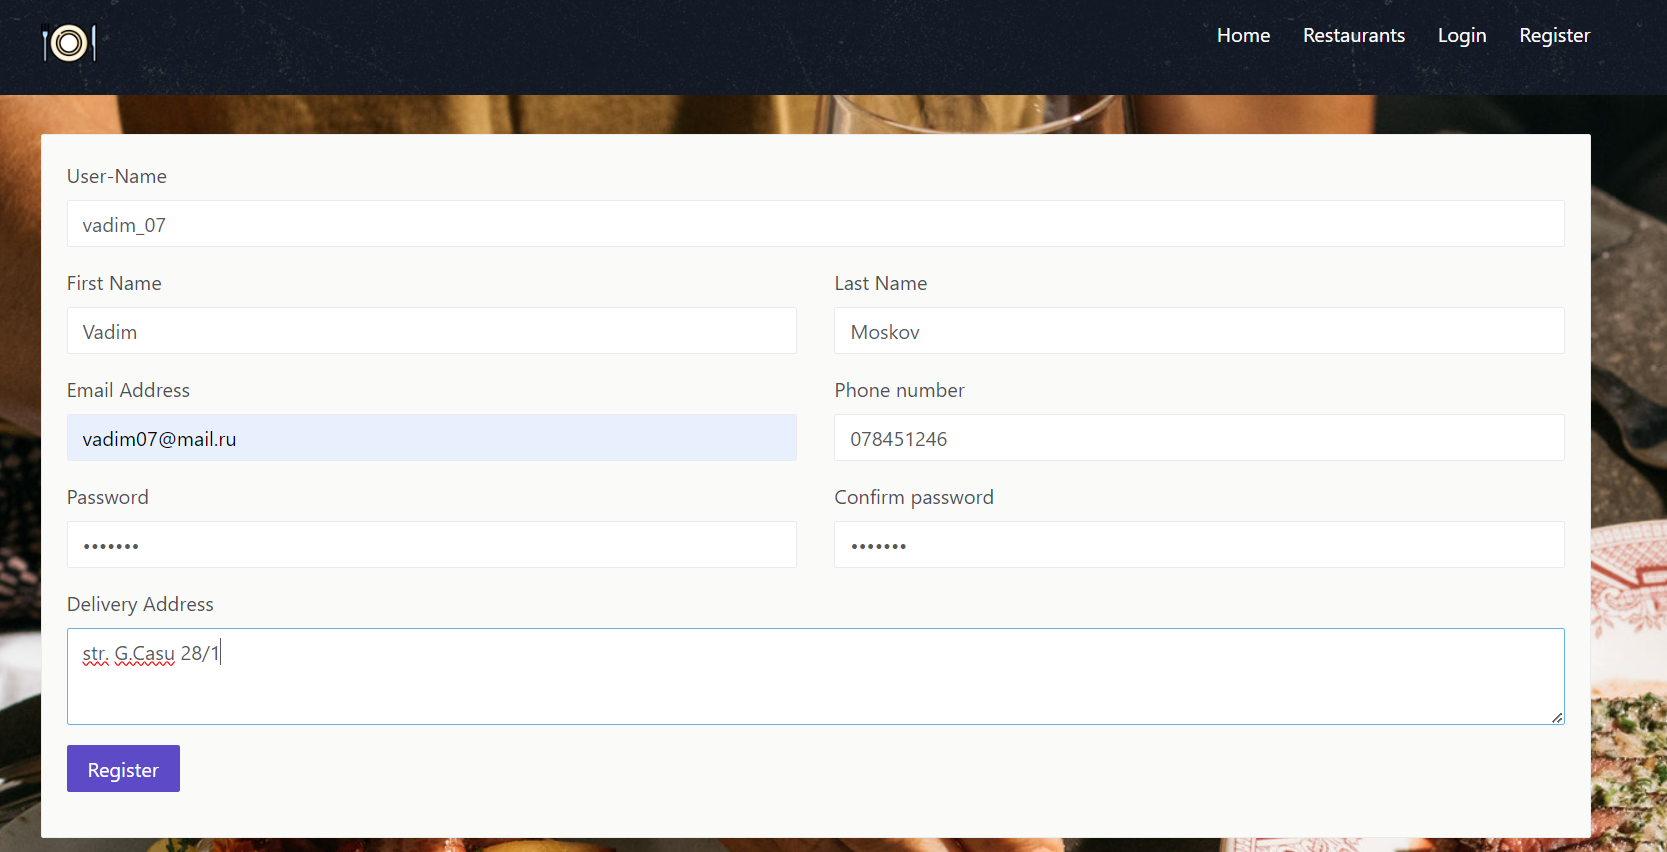 Home Restaurants Login Register
User-Name
vadim_07
First Name Last Name
Vadim Moskov
Email Address Phone number
vadim07@mail.ru 078451246
Password Confirm password
••••••• •••••••
Delivery Address
str. G.Casu 28/1
Register